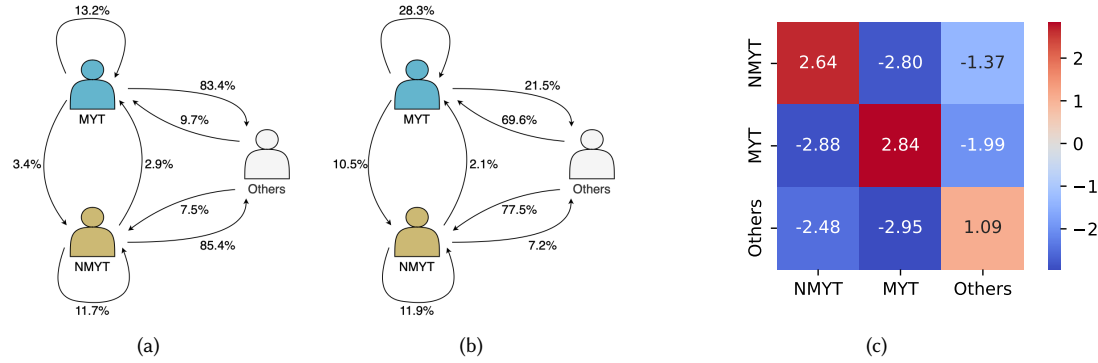 13.2%
MYT
83.4%
9.7%
3.4%
2.9%
Others
7.5%
85.4%
NMYT
11.7%
(a)
28.3%
MYT
21.5%
69.6%
10.5%
2.1%
Others
77.5%
7.2%
NMYT
11.9%
(b)
NMYT
2.64
-2.80
-1.37
MYT
-2.88
2.84
-1.99
Others
-2.48
-2.95
1.09
NMYT
MYT
Others
2
1
0
−1
−2
(c)